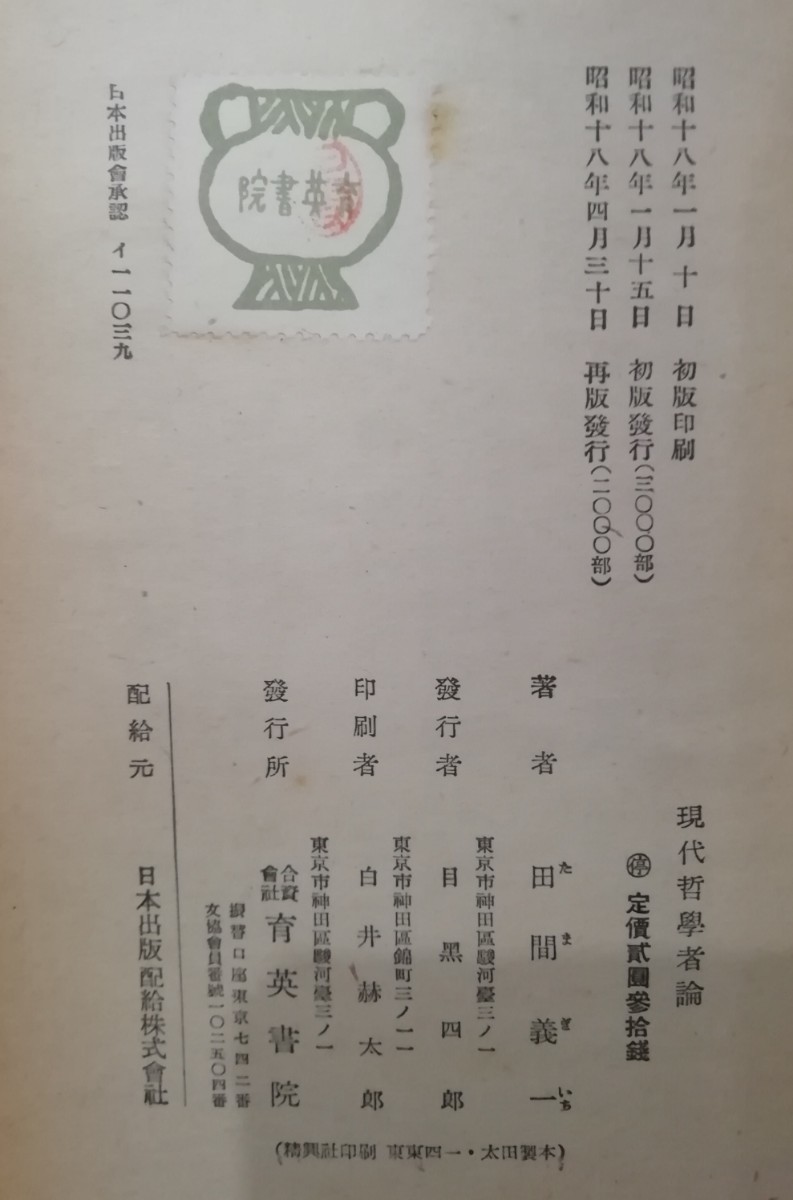 昭和十八年一月十日 初版印刷
昭和十八年一月十五日 初版發行(三〇〇〇部)
昭和十八年四月三十日 再版發行(二〇〇〇部)
育英書院
日本出版會承認 イ一一〇三九
現代哲學者論
停 定價貳圓參拾錢
著者 田間義一
たまぎいち
東京市神田區駿河臺三ノ一
發行者 目黑四郎
東京市神田區錦町三ノ一一
印刷者 白井赫太郎
東京市神田區駿河臺三ノ一
發行所 合資會社 育英書院
振替口座東京七四二番
文協會員番號一〇二五〇四番
配給元 日本出版配給株式會社
(精興社印刷 東東四一・太田製本)